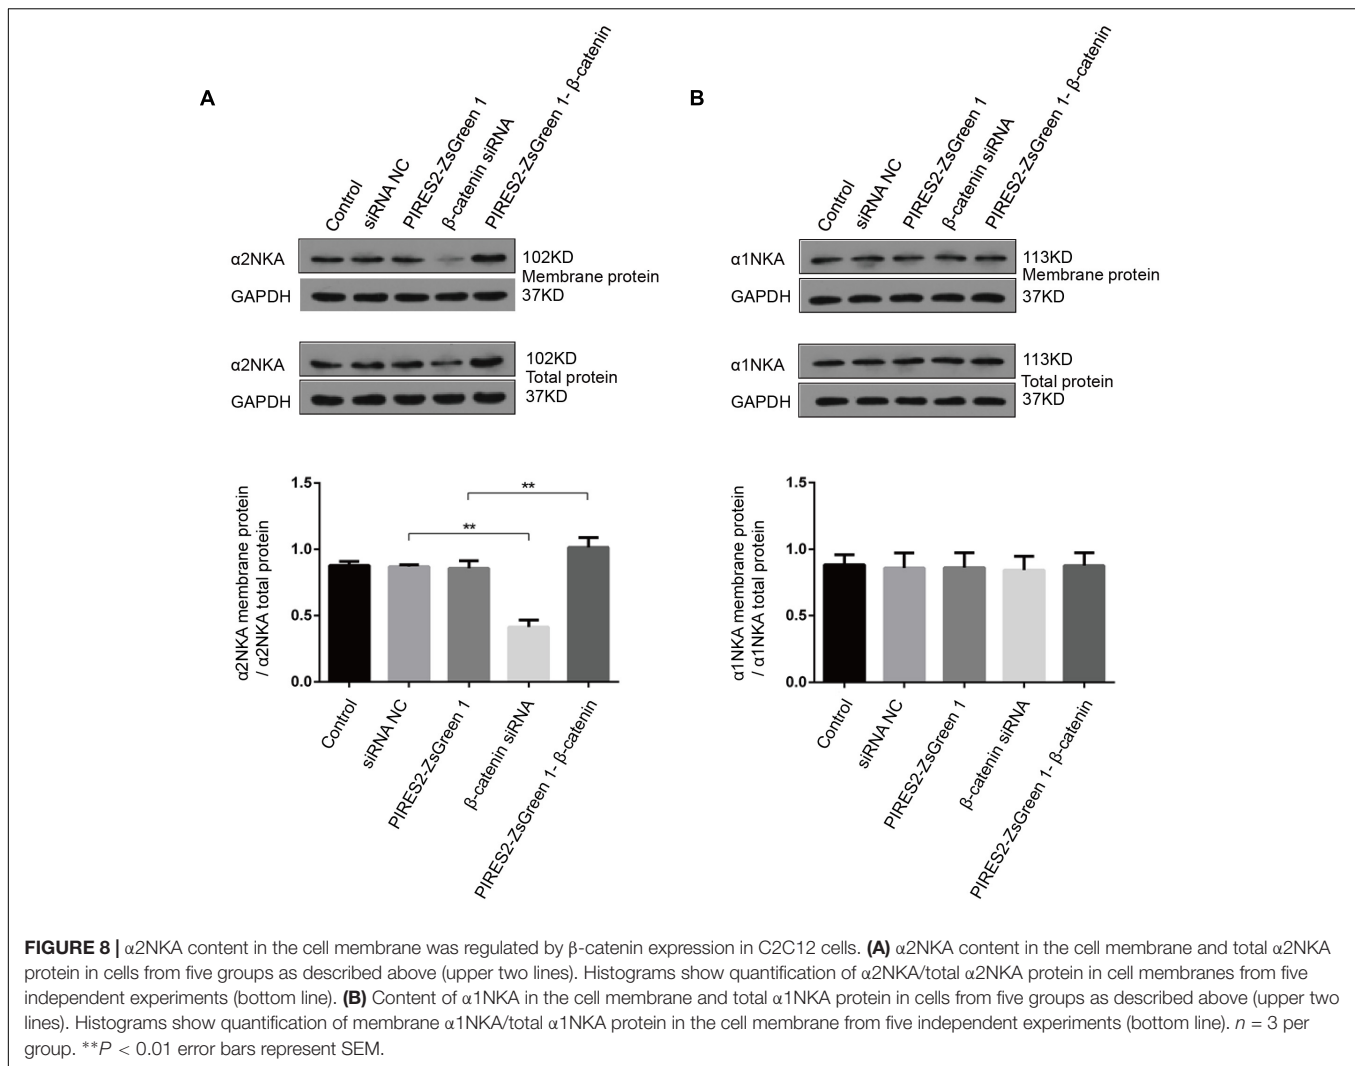 A
Control
siRNA NC
PIRES2-ZsGreen 1
β-catenin siRNA
PIRES2-ZsGreen 1- β-catenin
α2NKA
102KD
Membrane protein
GAPDH
37KD
α2NKA
102KD
Total protein
GAPDH
37KD
α2NKA membrane protein
/ α2NKA total protein
1.5
1.0
0.5
0.0
**
**
Control
siRNA NC
PIRES2-ZsGreen 1
β-catenin siRNA
PIRES2-ZsGreen 1- β-catenin
B
Control
siRNA NC
PIRES2-ZsGreen 1
β-catenin siRNA
PIRES2-ZsGreen 1- β-catenin
α1NKA
113KD
Membrane protein
GAPDH
37KD
α1NKA
113KD
Total protein
GAPDH
37KD
α1NKA membrane protein
/ α1NKA total protein
1.5
1.0
0.5
0.0
Control
siRNA NC
PIRES2-ZsGreen 1
β-catenin siRNA
PIRES2-ZsGreen 1- β-catenin
FIGURE 8 | α2NKA content in the cell membrane was regulated by β-catenin expression in C2C12 cells. (A) α2NKA content in the cell membrane and total α2NKA
protein in cells from five groups as described above (upper two lines). Histograms show quantification of α2NKA/total α2NKA protein in cell membranes from five
independent experiments (bottom line). (B) Content of α1NKA in the cell membrane and total α1NKA protein in cells from five groups as described above (upper two
lines). Histograms show quantification of membrane α1NKA/total α1NKA protein in the cell membrane from five independent experiments (bottom line). n = 3 per
group. **P < 0.01 error bars represent SEM.